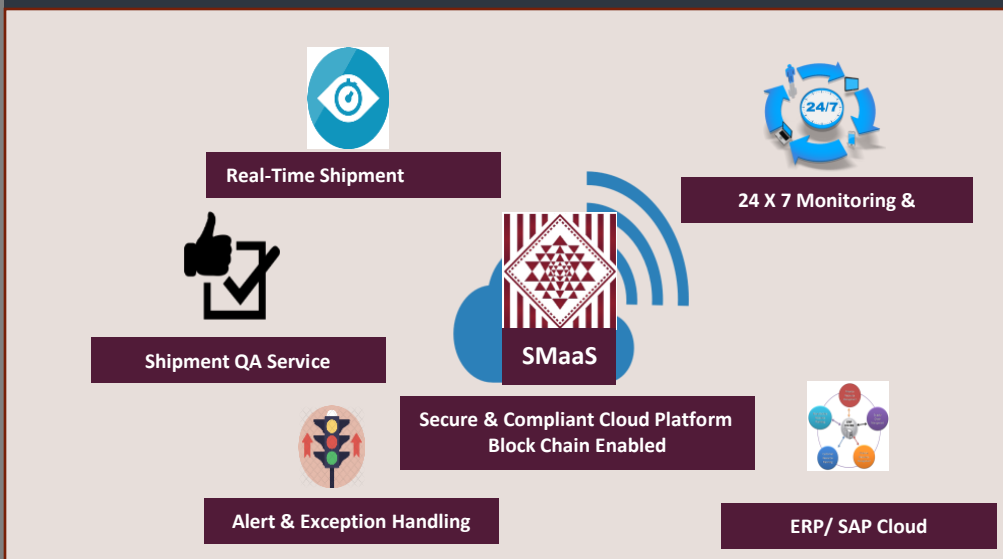 24/7
Real-Time Shipment
24 X 7 Monitoring &
SMaaS
Shipment QA Service
Secure & Compliant Cloud Platform
Block Chain Enabled
Alert & Exception Handling
ERP/ SAP Cloud